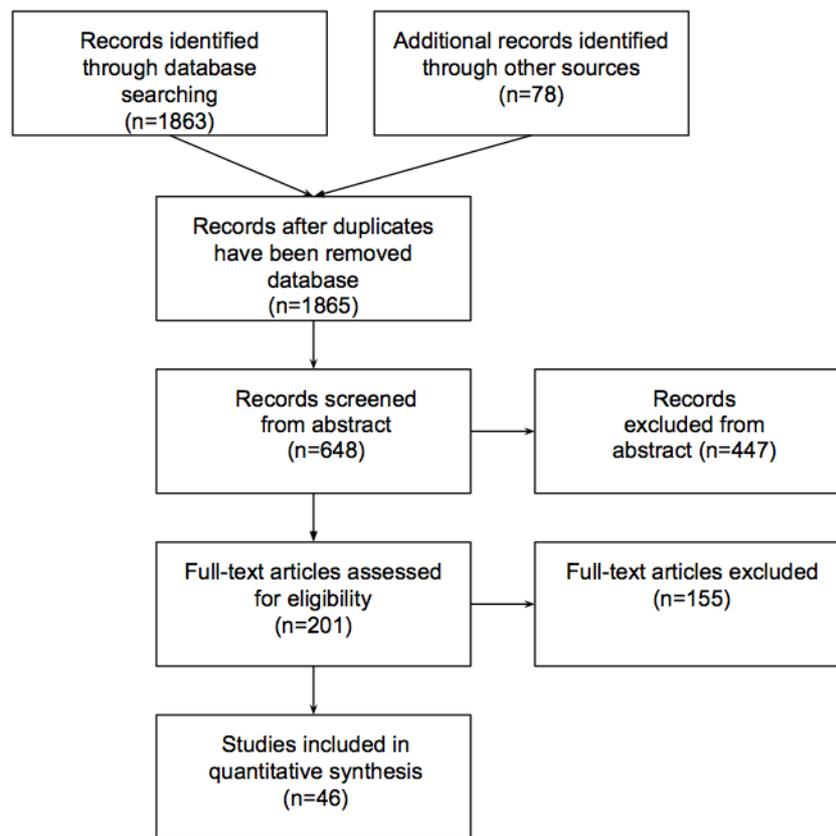 Records identified
through database
searching
(n=1863)
Additional records identified
through other sources
(n=78)
Records after duplicates
have been removed
database
(n=1865)
Records screened
from abstract
(n=648)
Records
excluded from
abstract (n=447)
Full-text articles assessed
for eligibility
(n=201)
Full-text articles excluded
(n=155)
Studies included in
quantitative synthesis
(n=46)